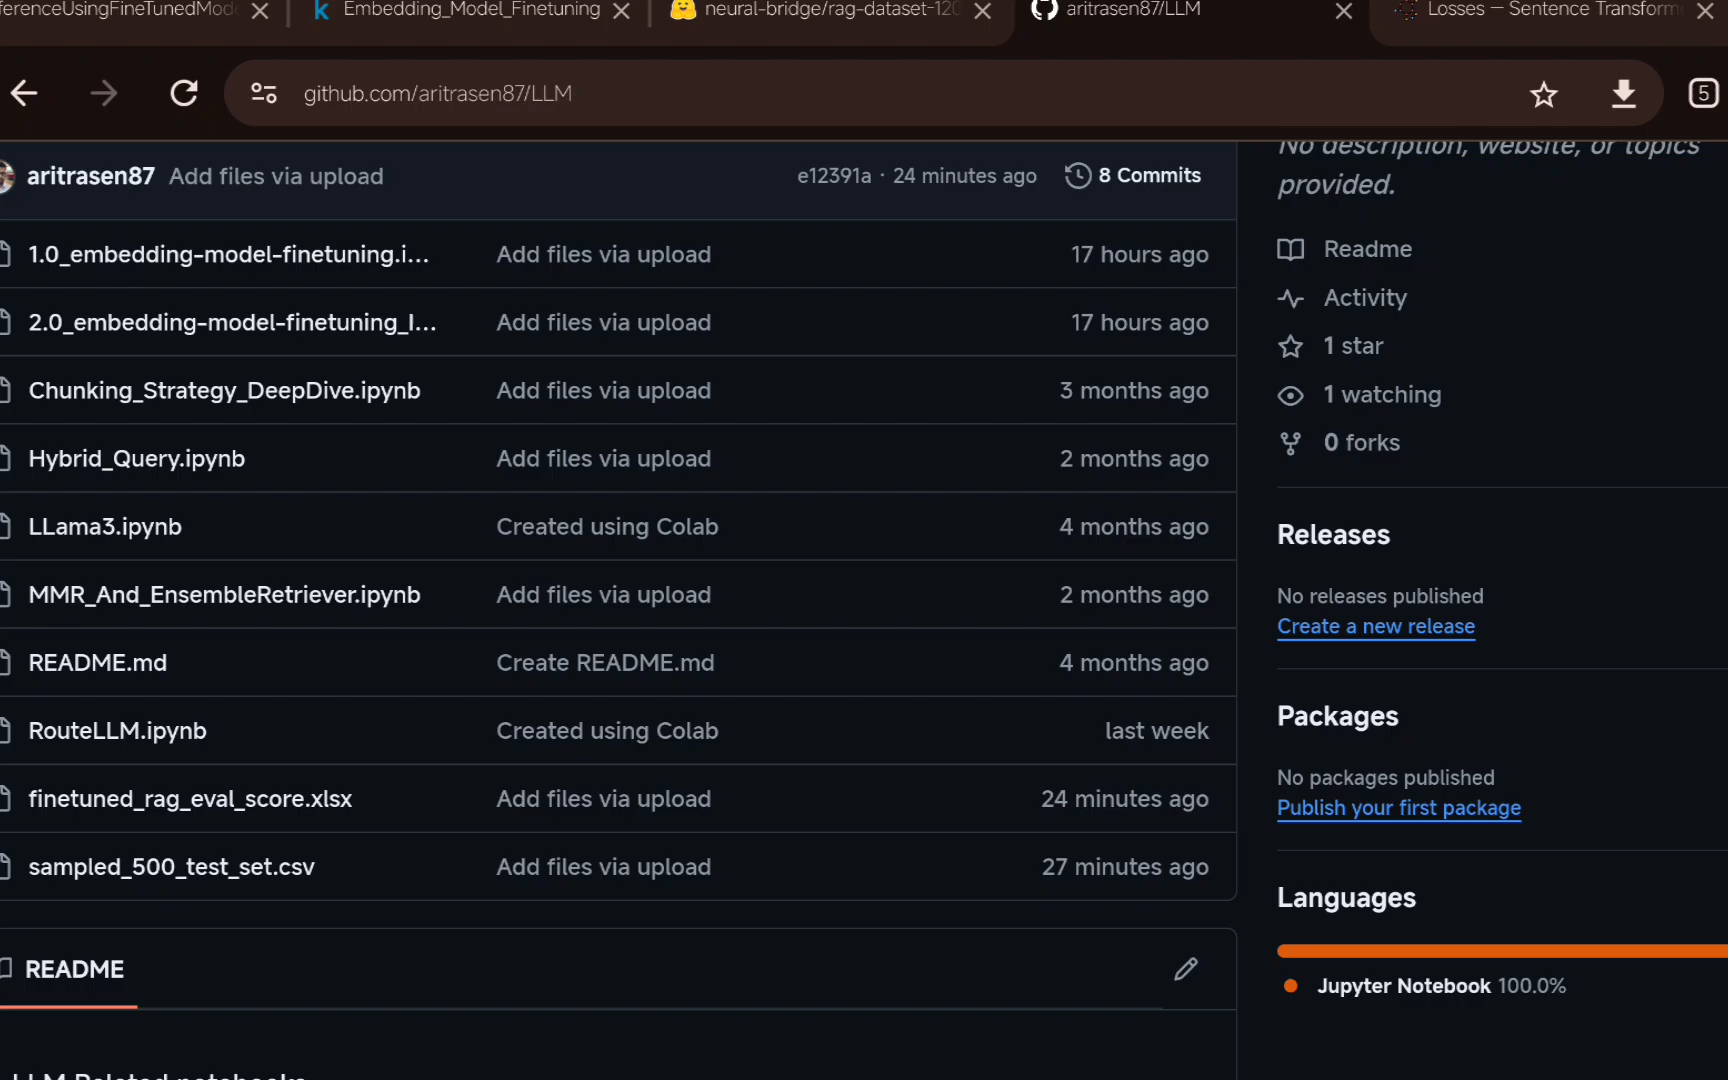 ferenceUsingFineTunedMode
Embedding_Model_Finetuning
neural-bridge/rag-dataset-120
aritrasen87/LLM
Losses — Sentence Transform
github.com/aritrasen87/LLM
5
aritrasen87 Add files via upload e12391a · 24 minutes ago 8 Commits
1.0_embedding-model-finetuning.i... Add files via upload 17 hours ago
2.0_embedding-model-finetuning_I... Add files via upload 17 hours ago
Chunking_Strategy_DeepDive.ipynb Add files via upload 3 months ago
Hybrid_Query.ipynb Add files via upload 2 months ago
LLama3.ipynb Created using Colab 4 months ago
MMR_And_EnsembleRetriever.ipynb Add files via upload 2 months ago
README.md Create README.md 4 months ago
RouteLLM.ipynb Created using Colab last week
finetuned_rag_eval_score.xlsx Add files via upload 24 minutes ago
sampled_500_test_set.csv Add files via upload 27 minutes ago
README
LLM Related notebooks
No description, website, or topics
provided.
Readme
Activity
1 star
1 watching
0 forks
Releases
No releases published
Create a new release
Packages
No packages published
Publish your first package
Languages
Jupyter Notebook 100.0%